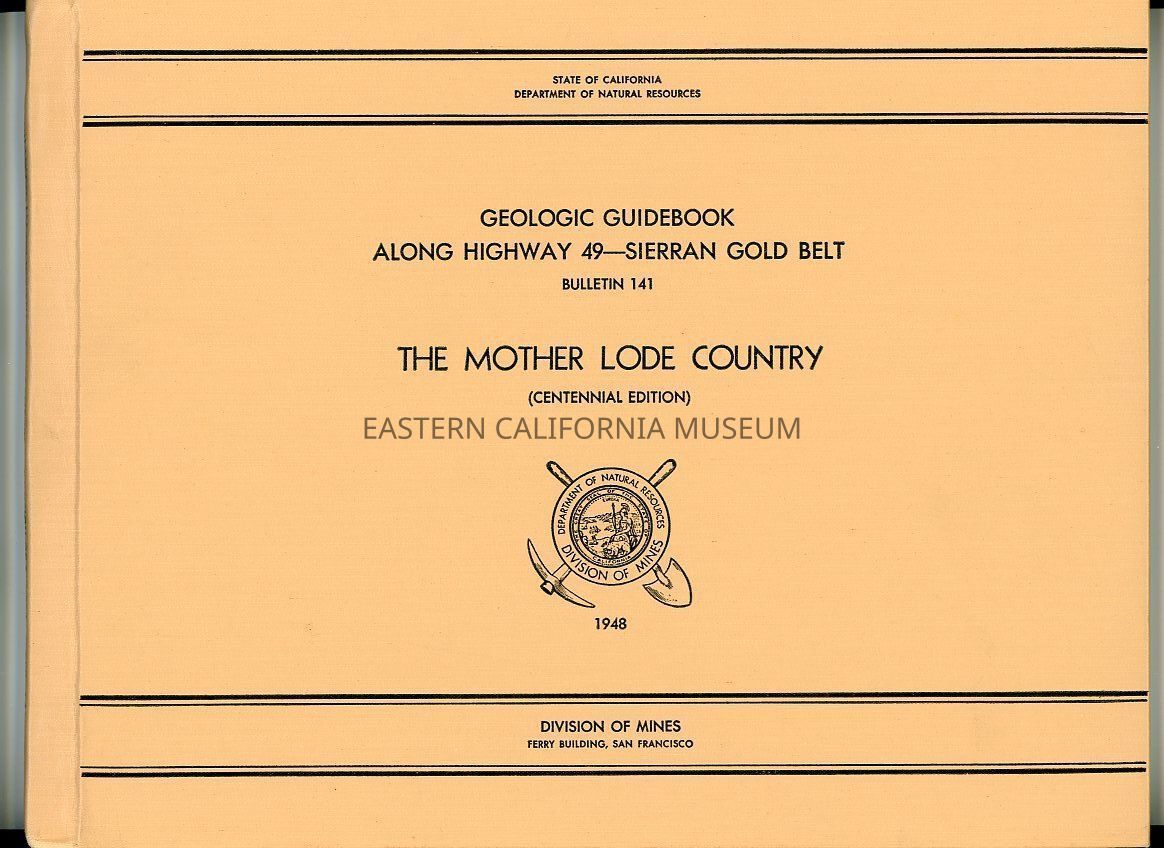 STATE OF CALIFORNIA
DEPARTMENT OF NATURAL RESOURCES
GEOLOGIC GUIDEBOOK
ALONG HIGHWAY 49—SIERRAN GOLD BELT
BULLETIN 141
THE MOTHER LODE COUNTRY
(CENTENNIAL EDITION)
EASTERN CALIFORNIA MUSEUM
DEPARTMENT OF NATURAL RESOURCES
EUREKA
CALIFORNIA
DIVISION OF MINES
1948
DIVISION OF MINES
FERRY BUILDING, SAN FRANCISCO